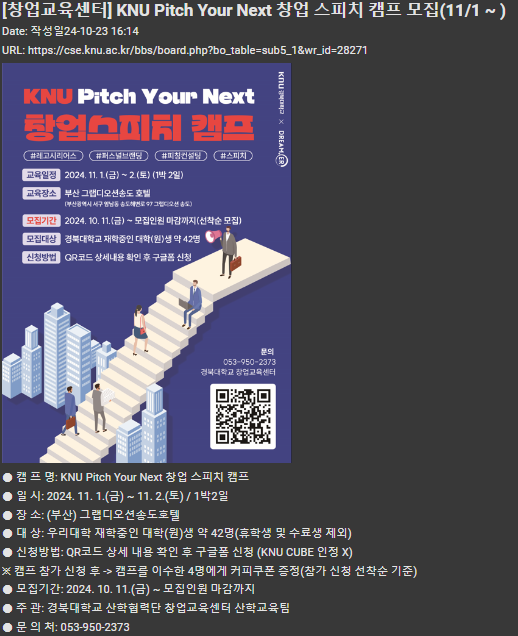 [창업교육센터] KNU Pitch Your Next 창업 스피치 캠프 모집(11/1 ~ )
Date: 작성일24-10-23 16:14
URL: https://cse.knu.ac.kr/bbs/board.php?bo_table=sub5_1&wr_id=28271
KNU Pitch Your Next
창업스피치 캠프
#레고시리어스 #퍼스널브랜딩 #피칭컨설팅 #스피치
교육일정 2024. 11. 1.(금) ~ 2.(토) (1박 2일)
교육장소 부산 그랩디오션송도 호텔
(부산광역시 서구 암남동 송도해변로 97 그랩디오션 송도)
모집기간 2024. 10. 11.(금) ~ 모집인원 마감까지(선착순 모집)
모집대상 경북대학교 재학중인 대학(원)생 약 42명
신청방법 QR코드 상세내용 확인 후 구글폼 신청
문의
053-950-2373
경북대학교 창업교육센터
● 캠 프 명: KNU Pitch Your Next 창업 스피치 캠프
● 일 시: 2024. 11. 1.(금) ~ 11. 2.(토) / 1박2일
● 장 소: (부산) 그랩디오션송도호텔
● 대 상: 우리대학 재학중인 대학(원)생 약 42명(휴학생 및 수료생 제외)
● 신청방법: QR코드 상세 내용 확인 후 구글폼 신청 (KNU CUBE 인정 X)
※ 캠프 참가 신청 후 -> 캠프를 이수한 4명에게 커피쿠폰 증정(참가 신청 선착순 기준)
● 모집기간: 2024. 10. 11.(금) ~ 모집인원 마감까지
● 주 관: 경북대학교 산학협력단 창업교육센터 산학교육팀
● 문 의 처: 053-950-2373